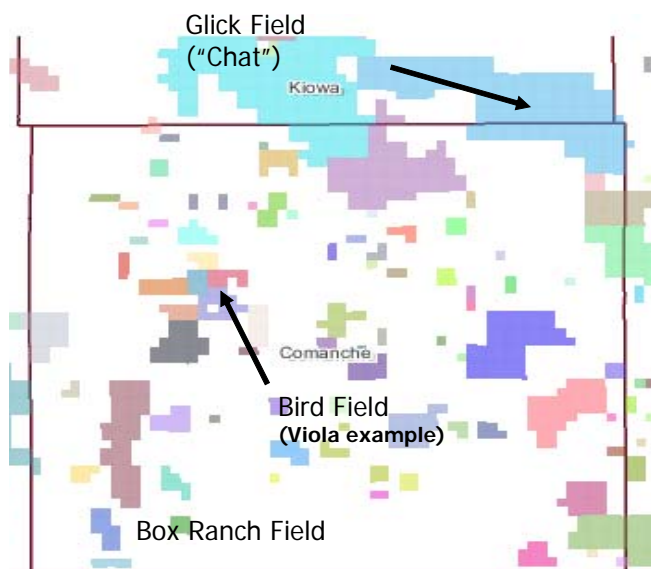 Glick Field
("Chat")
Kiowa
Comanche
Bird Field
(Viola example)
Box Ranch Field